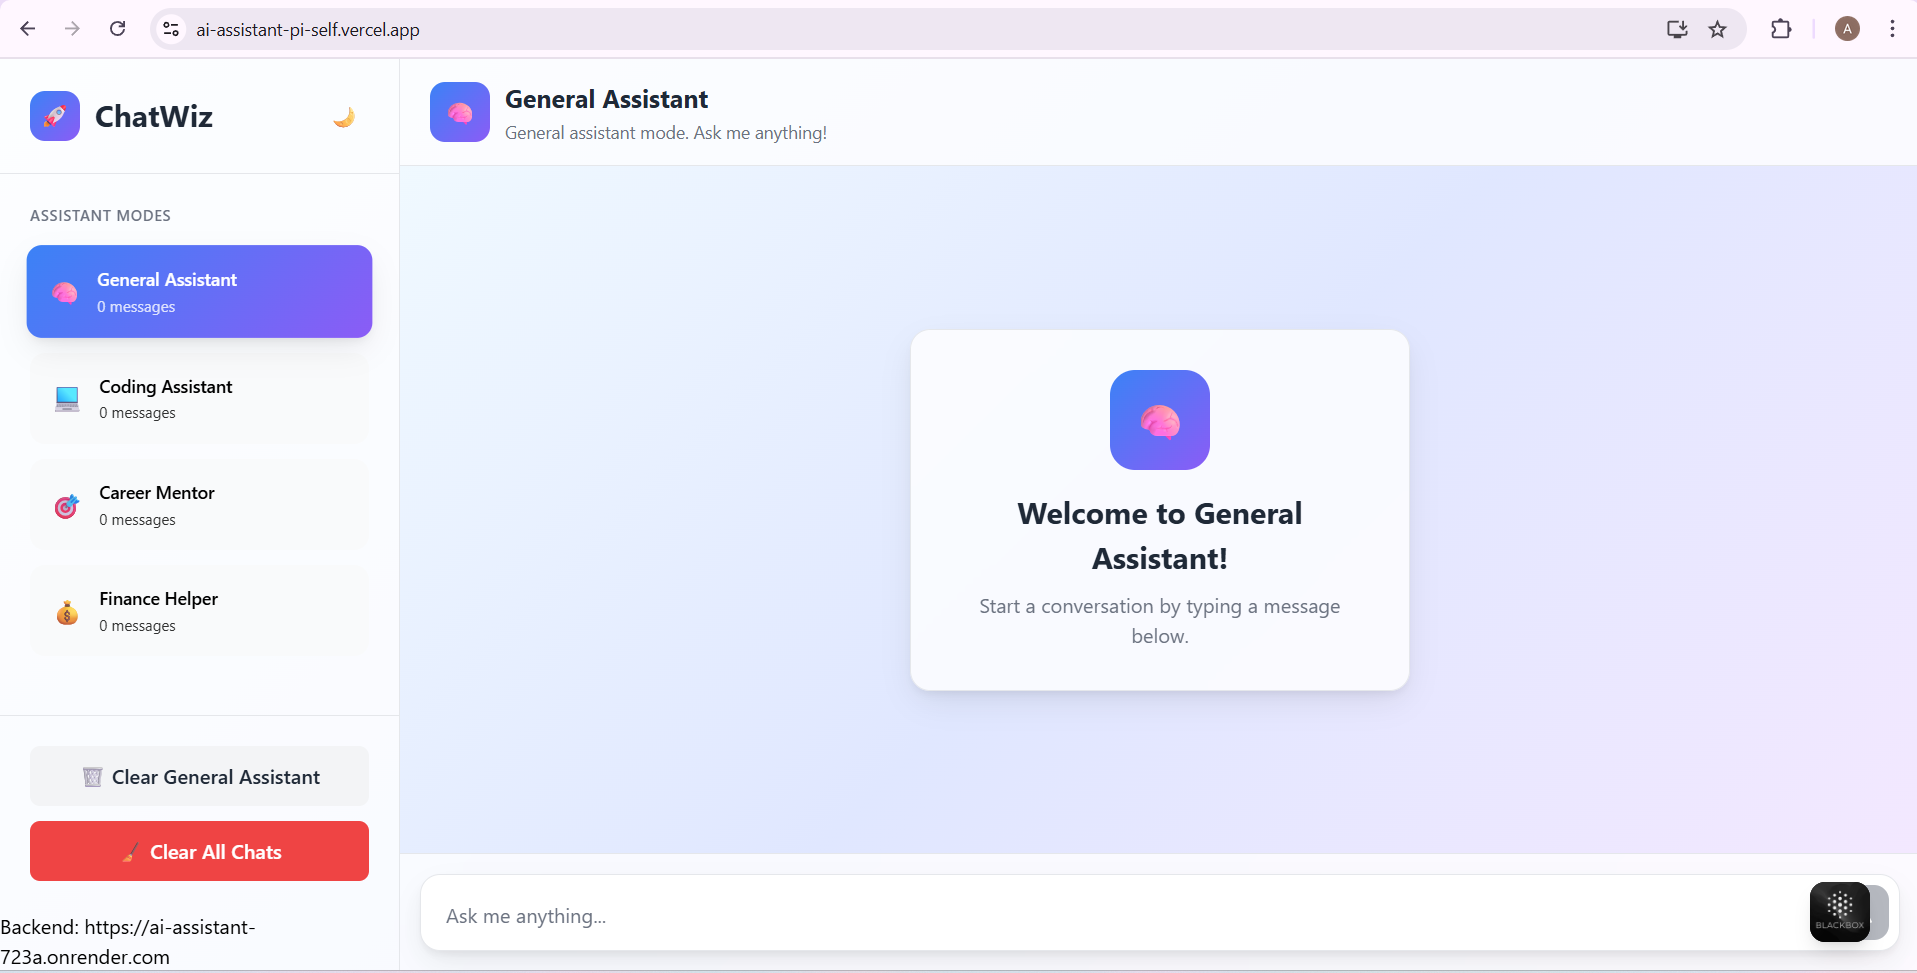 ai-assistant-pi-self.vercel.app
A
ChatWiz
ASSISTANT MODES
General Assistant
0 messages
Coding Assistant
0 messages
Career Mentor
0 messages
Finance Helper
0 messages
Clear General Assistant
Clear All Chats
Backend: https://ai-assistant-
723a.onrender.com
General Assistant
General assistant mode. Ask me anything!
Welcome to General
Assistant!
Start a conversation by typing a message
below.
Ask me anything...
BLACKBOX